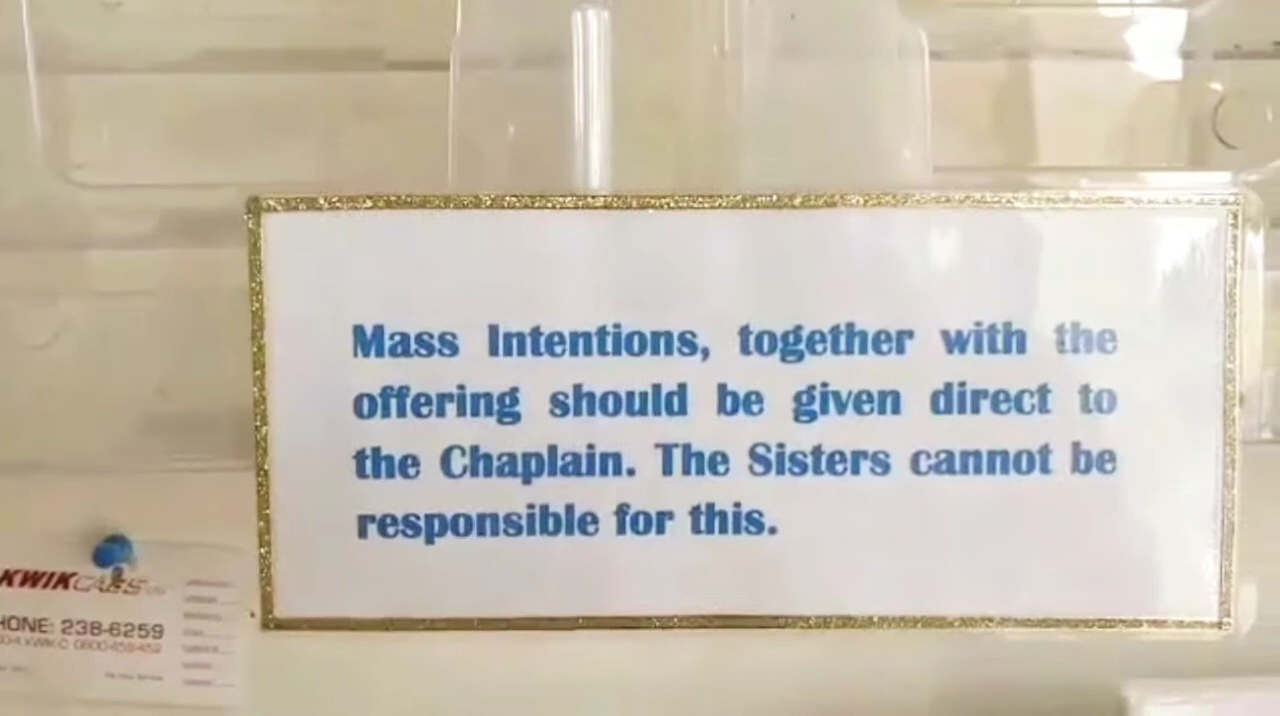 Mass Intentions, together with the
offering should be given direct to
the Chaplain. The Sisters cannot be
responsible for this.
KWIKCABS
HONE: 238-6259